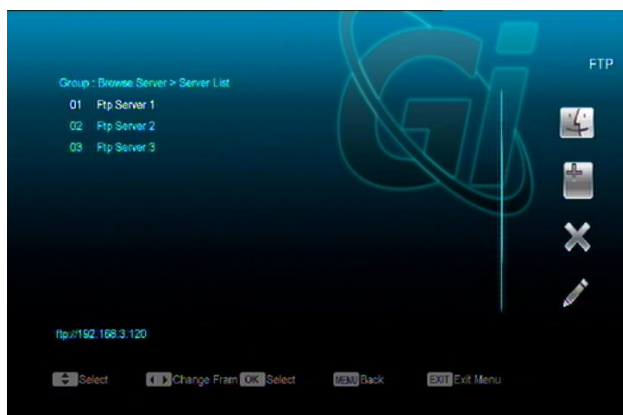 FTP
Group : Browse Server > Server List
01 Ftp Server 1
02 Ftp Server 2
03 Ftp Server 3
ftp://192.168.3.120
Select Change Fram OK Select MENU Back EXIT Exit Menu